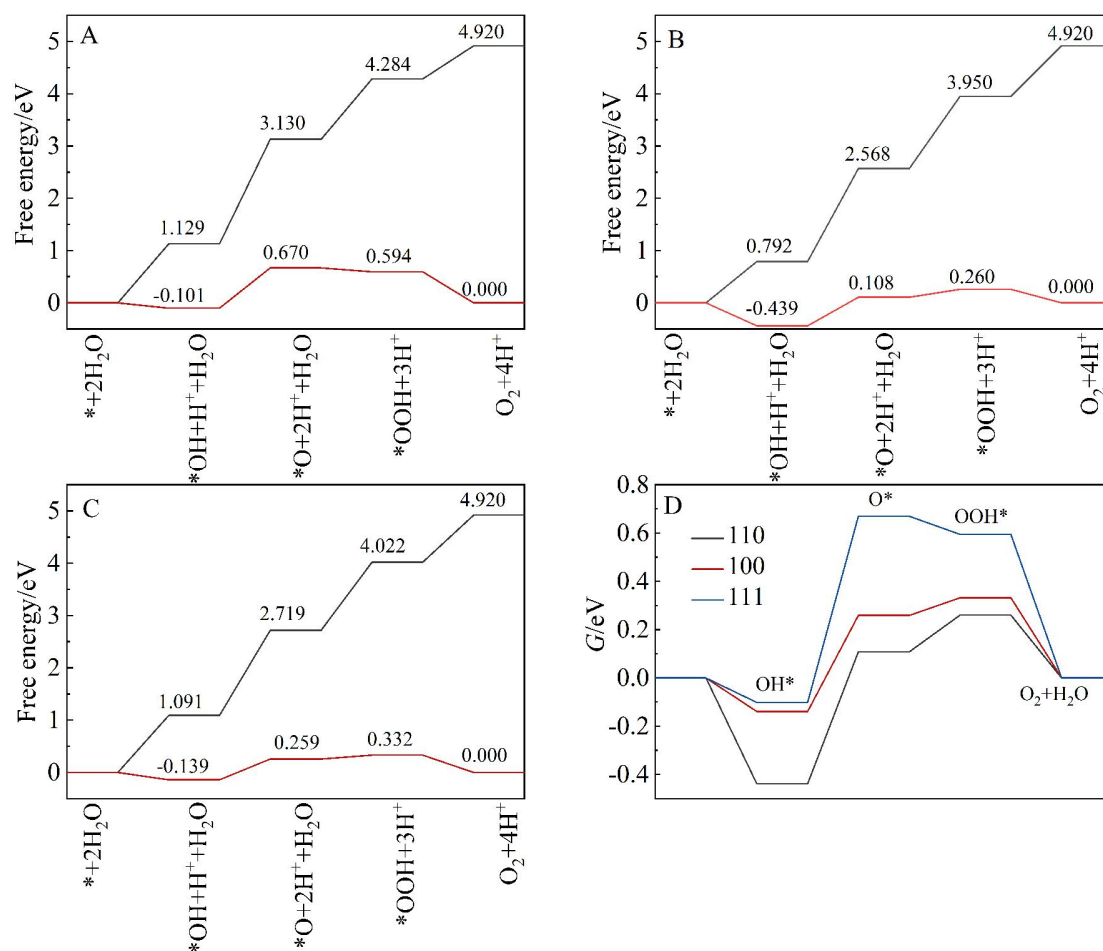 A
Free energy/eV
5
4
3
2
1
0
4.920
4.284
3.130
1.129
0.670
0.594
-0.101
0.000
*+2H₂O
*OH+H⁺+H₂O
*O+2H⁺+H₂O
*OOH+3H⁺
O₂+4H⁺
B
Free energy/eV
5
4
3
2
1
0
4.920
3.950
2.568
0.792
0.108
0.260
-0.439
0.000
*+2H₂O
*OH+H⁺+H₂O
*O+2H⁺+H₂O
*OOH+3H⁺
O₂+4H⁺
C
Free energy/eV
5
4
3
2
1
0
4.920
4.022
2.719
1.091
0.259
0.332
-0.139
0.000
*+2H₂O
*OH+H⁺+H₂O
*O+2H⁺+H₂O
*OOH+3H⁺
O₂+4H⁺
D
G/eV
0.8
0.6
0.4
0.2
0.0
-0.2
-0.4
110
100
111
O*
OOH*
OH*
O₂+H₂O